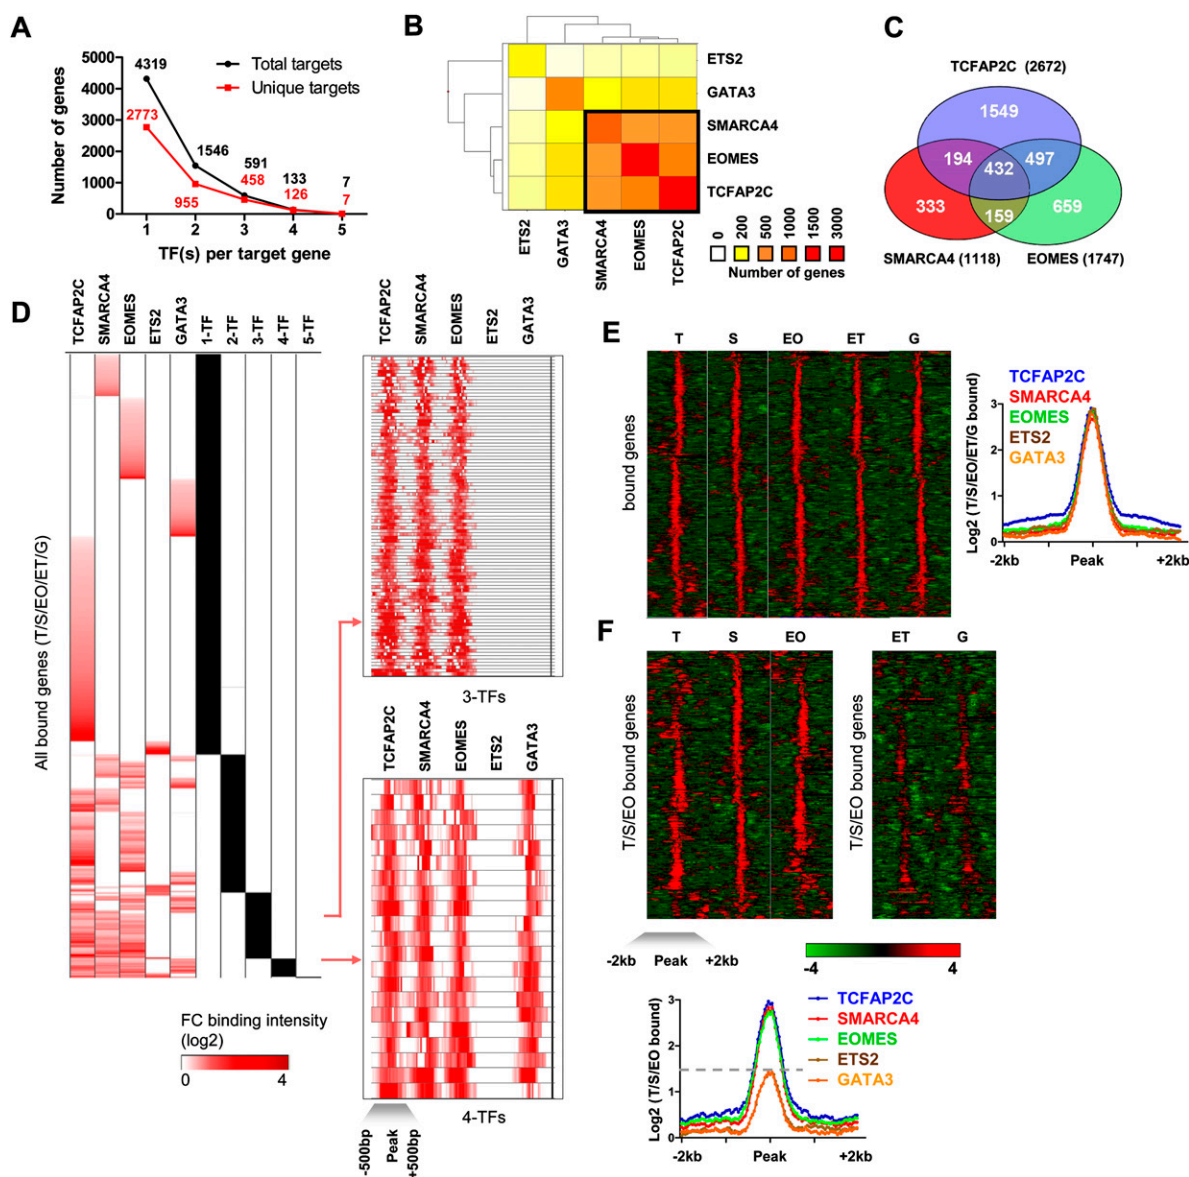 A
Number of genes
5000
4000
3000
2000
1000
0
4319
2773
1546
955
591
458
133
126
7
7
Total targets
Unique targets
1 2 3 4 5
TF(s) per target gene
B
ETS2
GATA3
SMARCA4
EOMES
TCFAP2C
ETS2
GATA3
SMARCA4
EOMES
TCFAP2C
0
200
500
1000
1500
3000
Number of genes
C
TCFAP2C (2672)
1549
194
497
432
333
159
659
SMARCA4 (1118)
EOMES (1747)
D
TCFAP2C
SMARCA4
EOMES
ETS2
GATA3
1-TF
2-TF
3-TF
4-TF
5-TF
All bound genes (T/S/EO/ET/G)
FC binding intensity
(log2)
0 4
TCFAP2C
SMARCA4
EOMES
ETS2
GATA3
3-TFs
TCFAP2C
SMARCA4
EOMES
ETS2
GATA3
4-TFs
-500bp
Peak
+500bp
E
T S EO ET G
bound genes
Log2 (T/S/EO/ET/G bound)
TCFAP2C
SMARCA4
EOMES
ETS2
GATA3
3
2
1
0
-2kb Peak +2kb
F
T S EO
ET G
T/S/EO bound genes
T/S/EO bound genes
-2kb Peak +2kb
-4 4
Log2 (T/S/EO bound)
3
2
1
0
TCFAP2C
SMARCA4
EOMES
ETS2
GATA3
-2kb Peak +2kb